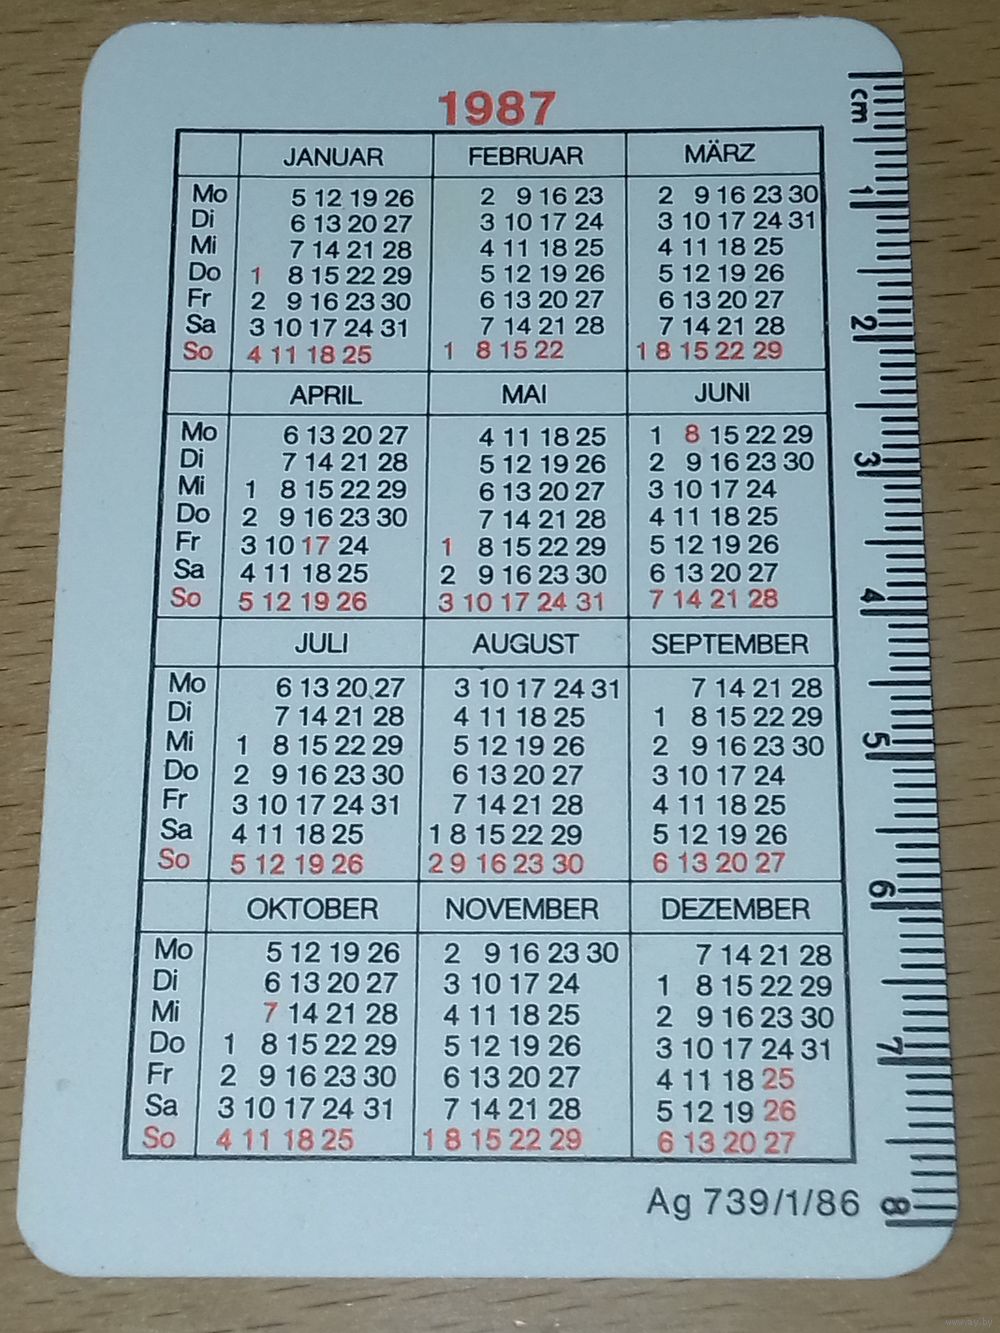 1987
JANUAR FEBRUAR MÄRZ
Mo 5 12 19 26 2 9 16 23 2 9 16 23 30
Di 6 13 20 27 3 10 17 24 3 10 17 24 31
Mi 7 14 21 28 4 11 18 25 4 11 18 25
Do 1 8 15 22 29 5 12 19 26 5 12 19 26
Fr 2 9 16 23 30 6 13 20 27 6 13 20 27
Sa 3 10 17 24 31 7 14 21 28 7 14 21 28
So 4 11 18 25 1 8 15 22 1 8 15 22 29
APRIL MAI JUNI
Mo 6 13 20 27 4 11 18 25 1 8 15 22 29
Di 7 14 21 28 5 12 19 26 2 9 16 23 30
Mi 1 8 15 22 29 6 13 20 27 3 10 17 24
Do 2 9 16 23 30 7 14 21 28 4 11 18 25
Fr 3 10 17 24 1 8 15 22 29 5 12 19 26
Sa 4 11 18 25 2 9 16 23 30 6 13 20 27
So 5 12 19 26 3 10 17 24 31 7 14 21 28
JULI AUGUST SEPTEMBER
Mo 6 13 20 27 3 10 17 24 31 7 14 21 28
Di 7 14 21 28 4 11 18 25 1 8 15 22 29
Mi 1 8 15 22 29 5 12 19 26 2 9 16 23 30
Do 2 9 16 23 30 6 13 20 27 3 10 17 24
Fr 3 10 17 24 31 7 14 21 28 4 11 18 25
Sa 4 11 18 25 1 8 15 22 29 5 12 19 26
So 5 12 19 26 2 9 16 23 30 6 13 20 27
OKTOBER NOVEMBER DEZEMBER
Mo 5 12 19 26 2 9 16 23 30 7 14 21 28
Di 6 13 20 27 3 10 17 24 1 8 15 22 29
Mi 7 14 21 28 4 11 18 25 2 9 16 23 30
Do 1 8 15 22 29 5 12 19 26 3 10 17 24 31
Fr 2 9 16 23 30 6 13 20 27 4 11 18 25
Sa 3 10 17 24 31 7 14 21 28 5 12 19 26
So 4 11 18 25 1 8 15 22 29 6 13 20 27
Ag 739/1/86
cm 1 2 3 4 5 6 7 8
www.ay.by